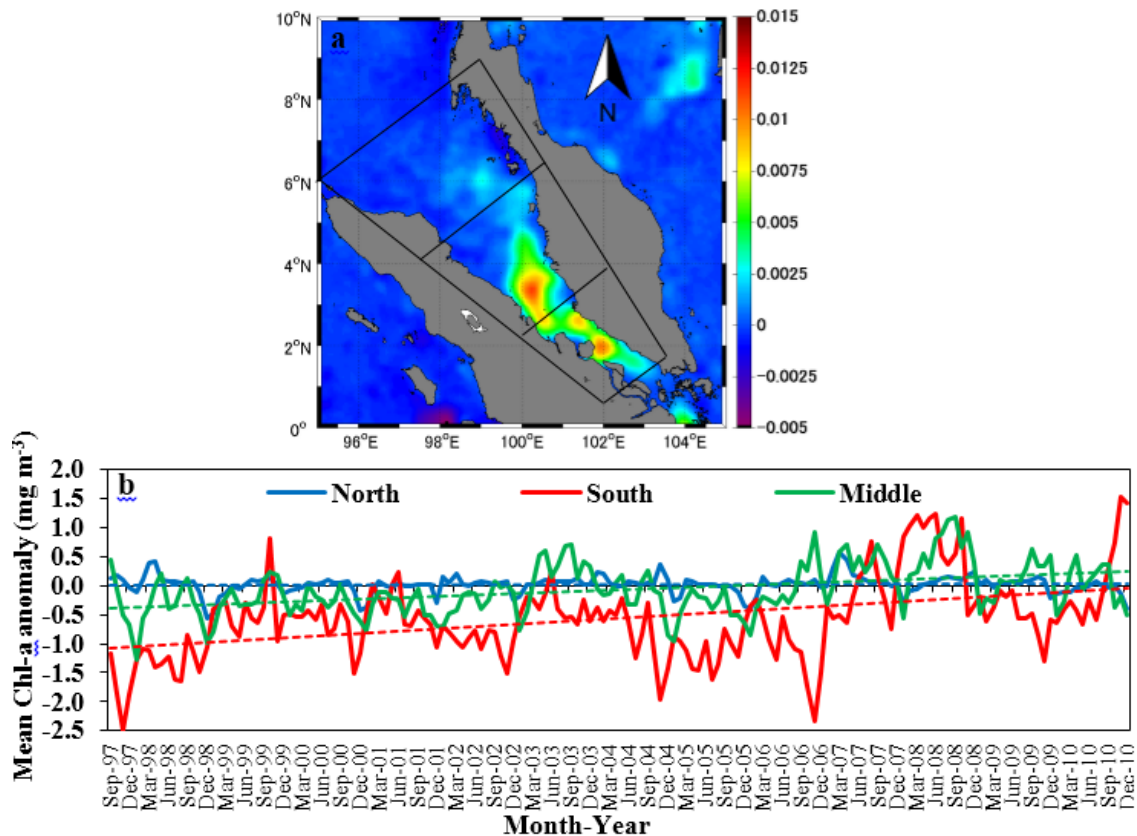 a
N
10°N
8°N
6°N
4°N
2°N
0°
96°E 98°E 100°E 102°E 104°E
0.015
0.0125
0.01
0.0075
0.005
0.0025
0
−0.0025
−0.005
b
North South Middle
Mean Chl-a anomaly (mg m-3)
2.0
1.5
1.0
0.5
0.0
-0.5
-1.0
-1.5
-2.0
-2.5
Sep-97 Dec-97 Mar-98 Jun-98 Sep-98 Dec-98 Mar-99 Jun-99 Sep-99 Dec-99 Mar-00 Jun-00 Sep-00 Dec-00 Mar-01 Jun-01 Sep-01 Dec-01 Mar-02 Jun-02 Sep-02 Dec-02 Mar-03 Jun-03 Sep-03 Dec-03 Mar-04 Jun-04 Sep-04 Dec-04 Mar-05 Jun-05 Sep-05 Dec-05 Mar-06 Jun-06 Sep-06 Dec-06 Mar-07 Jun-07 Sep-07 Dec-07 Mar-08 Jun-08 Sep-08 Dec-08 Mar-09 Jun-09 Sep-09 Dec-09 Mar-10 Jun-10 Sep-10 Dec-10
Month-Year